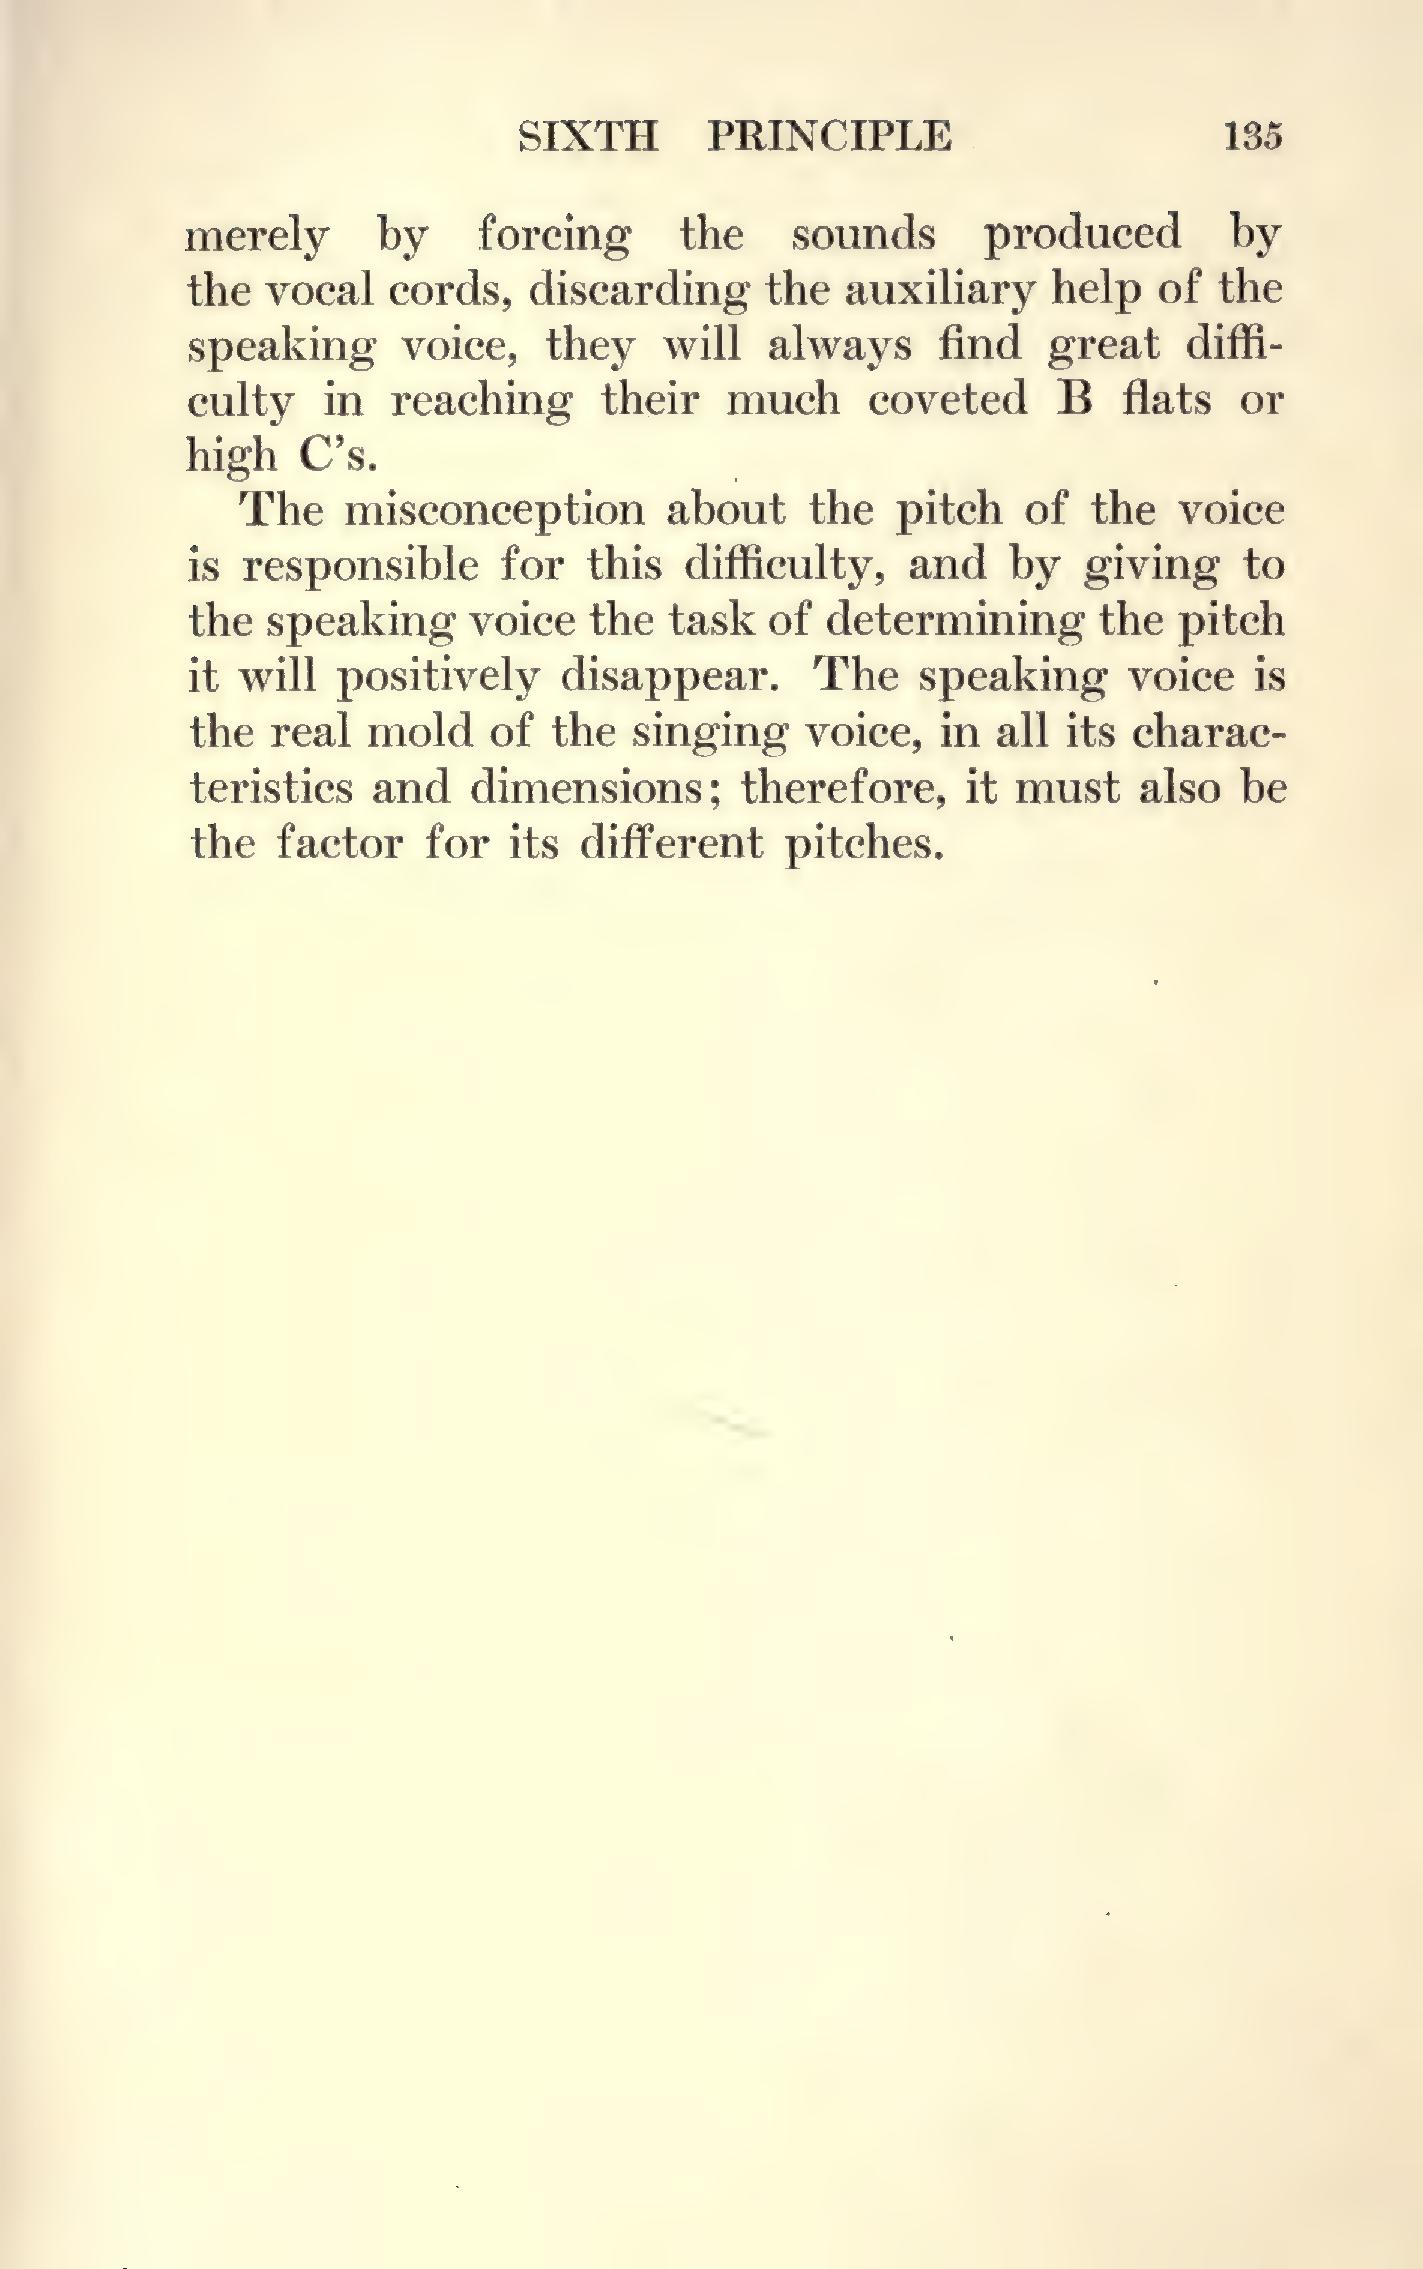 SIXTH PRINCIPLE 135
merely by forcing the sounds produced by
the vocal cords, discarding the auxiliary help of the
speaking voice, they will always find great diffi-
culty in reaching their much coveted B flats or
high C's.
The misconception about the pitch of the voice
is responsible for this difficulty, and by giving to
the speaking voice the task of determining the pitch
it will positively disappear. The speaking voice is
the real mold of the singing voice, in all its charac-
teristics and dimensions; therefore, it must also be
the factor for its different pitches.